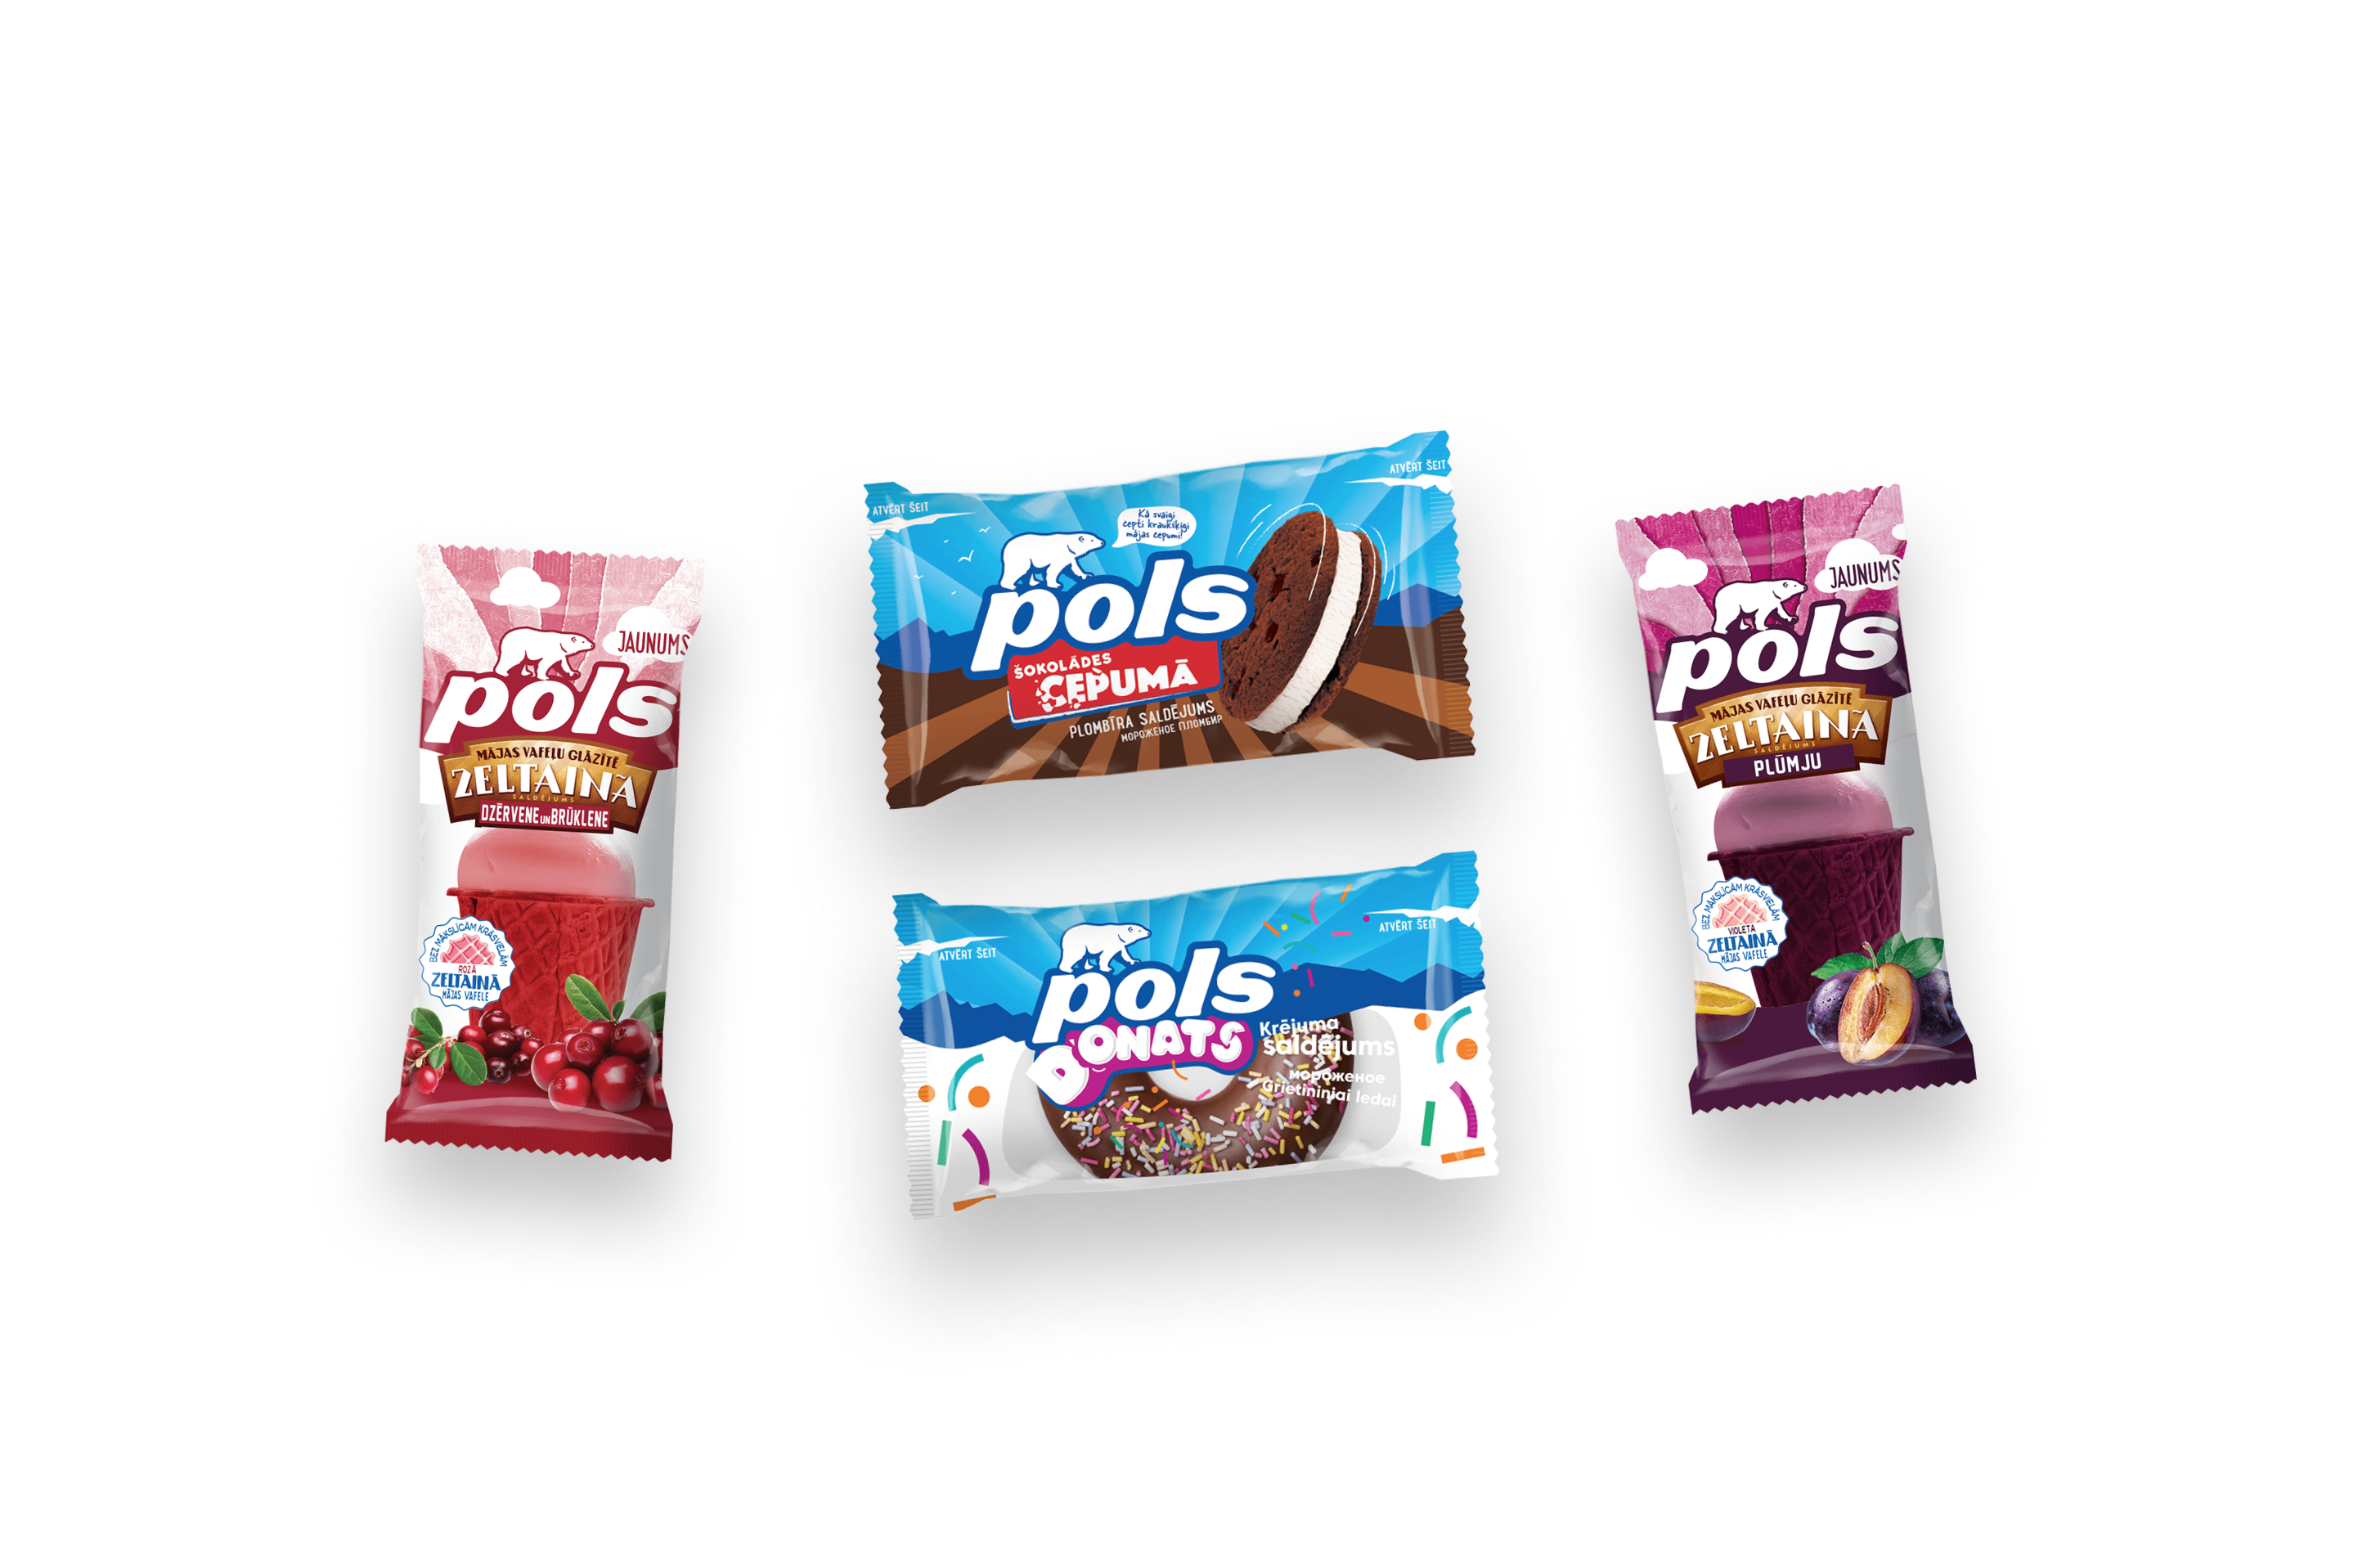 JAUNUMS
pols
MĀJAS VAFEĻU GLĀZĪTĒ
ZELTAINĀ
SALDĒJUMS
DZĒRVENE UN BRŪKLENE
BEZ MĀKSLĪGĀM KRĀSVIELĀM
ROZĀ
ZELTAINĀ
MĀJAS VAFELE
ATVĒRT ŠEIT
ATVĒRT ŠEIT
Kā svaigi
cepti kraukšķīgi
mājas cepumi!
pols
ŠOKOLĀDES
CEPUMĀ
PLOMBĪRA SALDĒJUMS
МОРОЖЕНОЕ ПЛОМБИР
ATVĒRT ŠEIT
ATVĒRT ŠEIT
pols
DONATS
Krējuma
saldējums
мороженое
Grietininiai ledai
JAUNUMS
pols
MĀJAS VAFEĻU GLĀZĪTĒ
ZELTAINĀ
SALDĒJUMS
PLŪMJU
BEZ MĀKSLĪGĀM KRĀSVIELĀM
VIOLETA
ZELTAINĀ
MĀJAS VAFELE